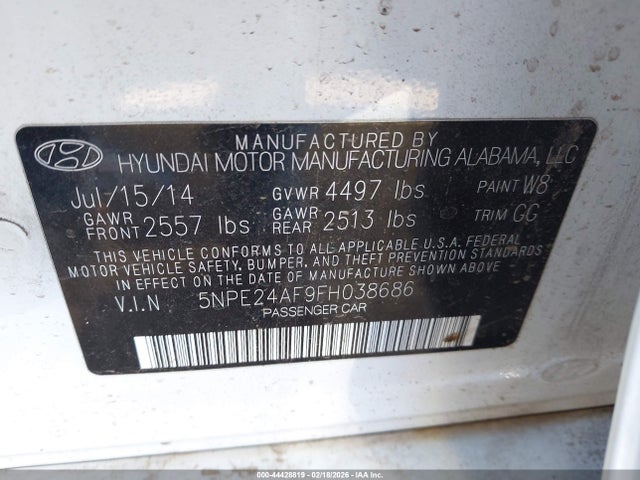 MANUFACTURED BY
HYUNDAI MOTOR MANUFACTURING ALABAMA, LLC
Jul/15/14 GVWR 4497 lbs PAINT W8
GAWR FRONT 2557 lbs GAWR REAR 2513 lbs TRIM GG
THIS VEHICLE CONFORMS TO ALL APPLICABLE U.S.A. FEDERAL
MOTOR VEHICLE SAFETY, BUMPER, AND THEFT PREVENTION STANDARDS
IN EFFECT ON THE DATE OF MANUFACTURE SHOWN ABOVE.
V.I.N 5NPE24AF9FH038686
PASSENGER CAR
000-44428819 - 02/18/2026 - IAAI.COM